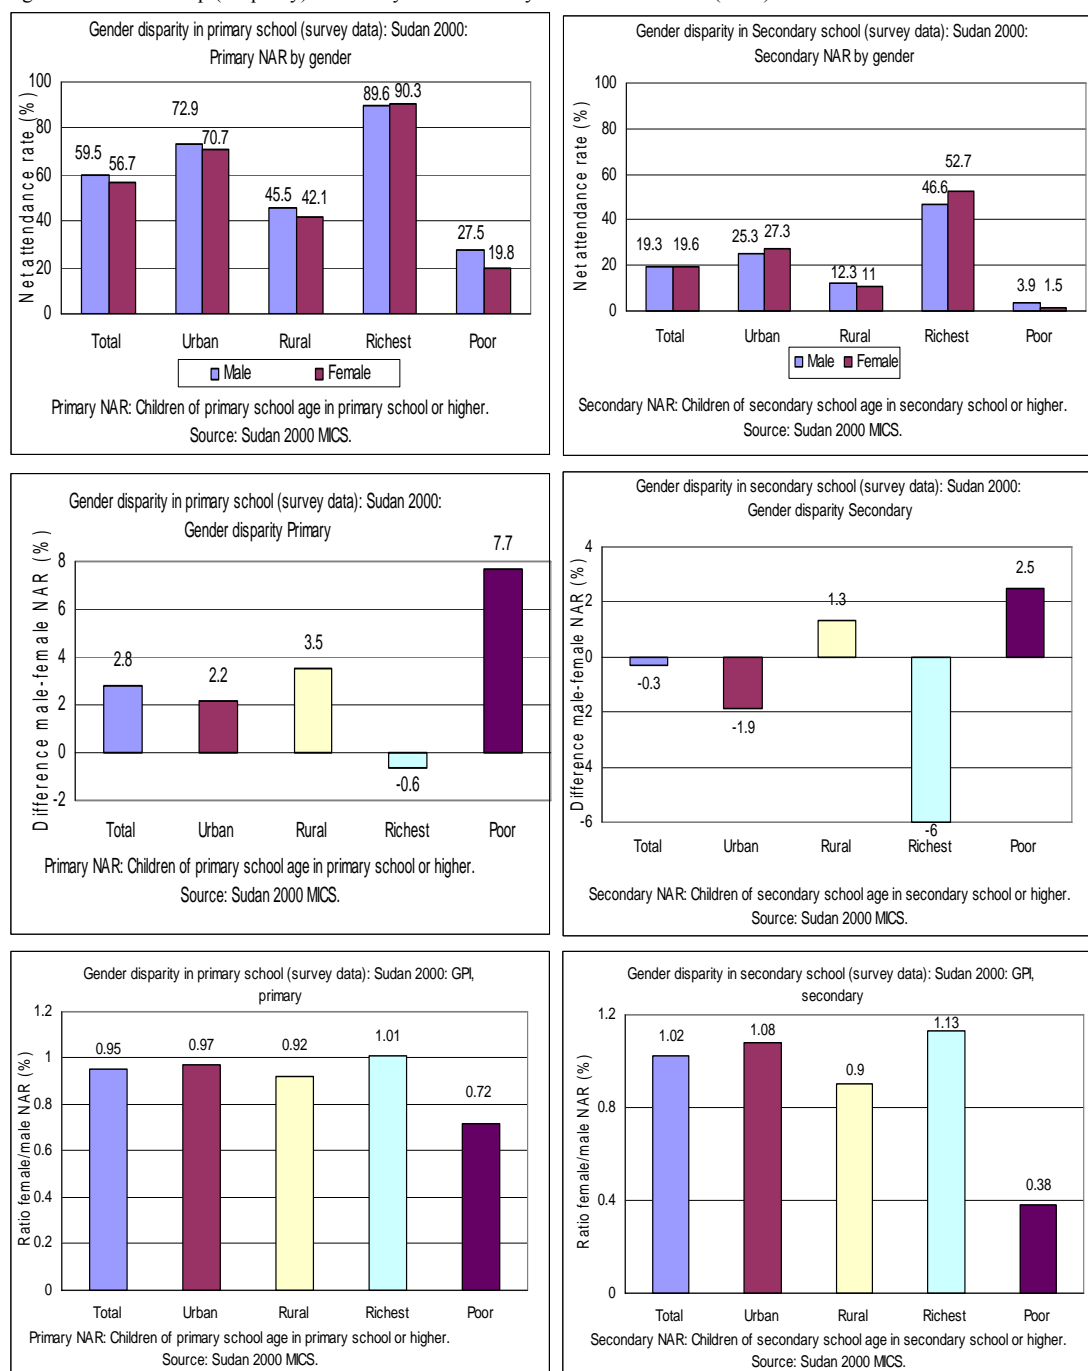 Gender disparity in primary school (survey data): Sudan 2000:
Primary NAR by gender
Net attendance rate (%)
100
80
60
40
20
0
59.5
56.7
72.9
70.7
45.5
42.1
89.6
90.3
27.5
19.8
Total
Urban
Rural
Richest
Poor
Male
Female
Primary NAR: Children of primary school age in primary school or higher.
Source: Sudan 2000 MICS.
Gender disparity in Secondary school (survey data): Sudan 2000:
Secondary NAR by gender
Net attendance rate (%)
100
80
60
40
20
0
19.3
19.6
25.3
27.3
12.3
11
46.6
52.7
3.9
1.5
Total
Urban
Rural
Richest
Poor
Male
Female
Secondary NAR: Children of secondary school age in secondary school or higher.
Source: Sudan 2000 MICS.
Gender disparity in primary school (survey data): Sudan 2000:
Gender disparity Primary
Difference male-female NAR (%)
8
6
4
2
0
-2
2.8
2.2
3.5
-0.6
7.7
Total
Urban
Rural
Richest
Poor
Primary NAR: Children of primary school age in primary school or higher.
Source: Sudan 2000 MICS.
Gender disparity in secondary school (survey data): Sudan 2000:
Gender disparity Secondary
Difference male-female NAR (%)
4
2
0
-2
-4
-6
-0.3
-1.9
1.3
-6
2.5
Total
Urban
Rural
Richest
Poor
Secondary NAR: Children of secondary school age in secondary school or higher.
Source: Sudan 2000 MICS.
Gender disparity in primary school (survey data): Sudan 2000: GPI,
primary
Ratio female/male NAR (%)
1.2
1
0.8
0.6
0.4
0.2
0
0.95
0.97
0.92
1.01
0.72
Total
Urban
Rural
Richest
Poor
Primary NAR: Children of primary school age in primary school or higher.
Source: Sudan 2000 MICS.
Gender disparity in secondary school (survey data): Sudan 2000: GPI,
secondary
Ratio female/male NAR (%)
1.2
0.8
0.4
0
1.02
1.08
0.9
1.13
0.38
Total
Urban
Rural
Richest
Poor
Secondary NAR: Children of secondary school age in secondary school or higher.
Source: Sudan 2000 MICS.